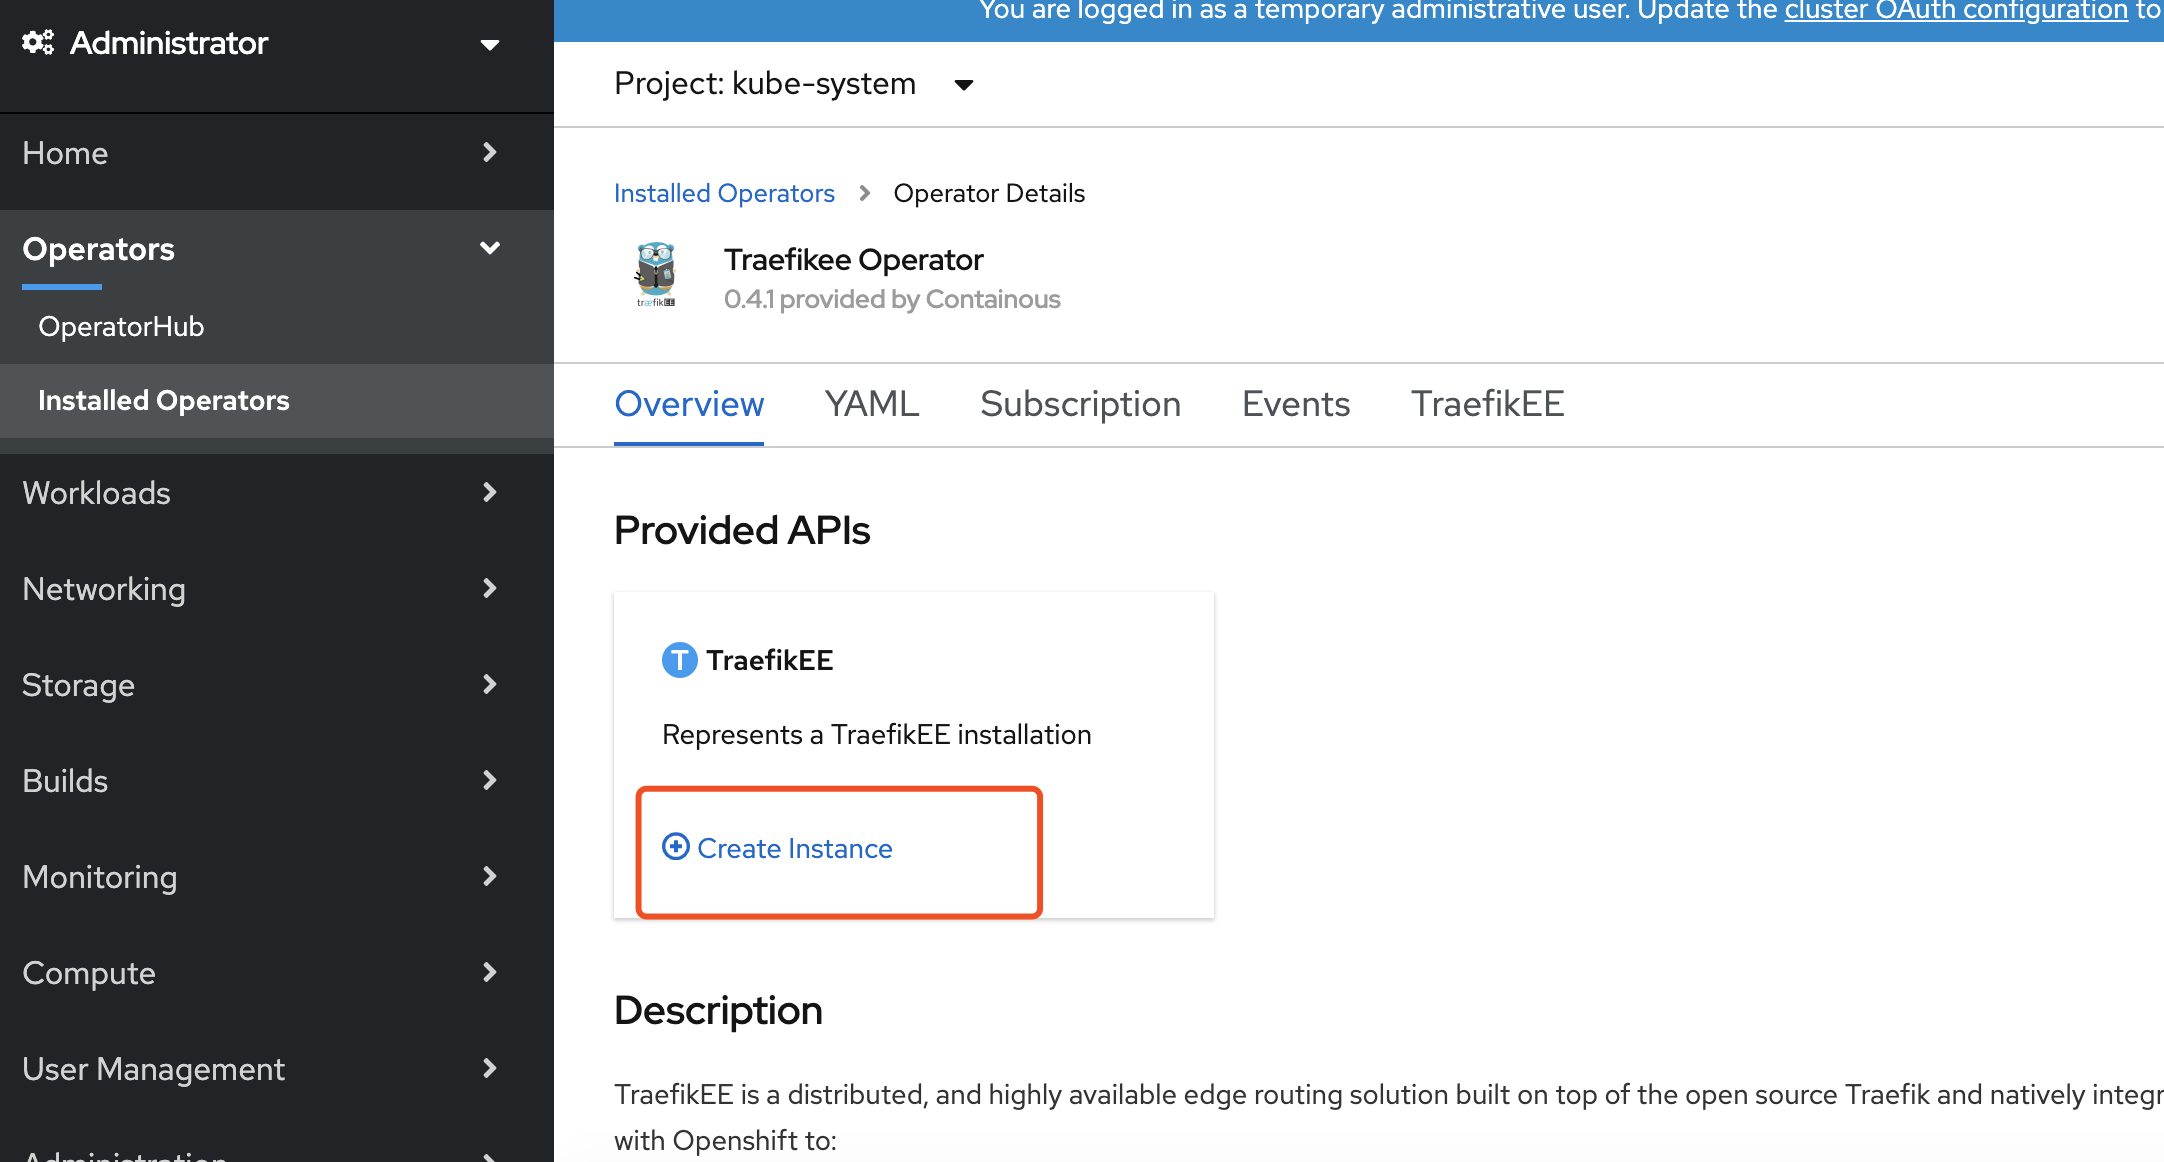 You are logged in as a temporary administrative user. Update the cluster OAuth configuration to
Administrator
Project: kube-system
Home
Installed Operators
Operator Details
Operators
Traefikee Operator
træfikEE
0.4.1 provided by Containous
OperatorHub
Installed Operators
Overview
YAML
Subscription
Events
TraefikEE
Workloads
Provided APIs
Networking
T TraefikEE
Storage
Represents a TraefikEE installation
Builds
Create Instance
Monitoring
Compute
Description
User Management
TraefikEE is a distributed, and highly available edge routing solution built on top of the open source Traefik and natively integr
with Openshift to:
Administration